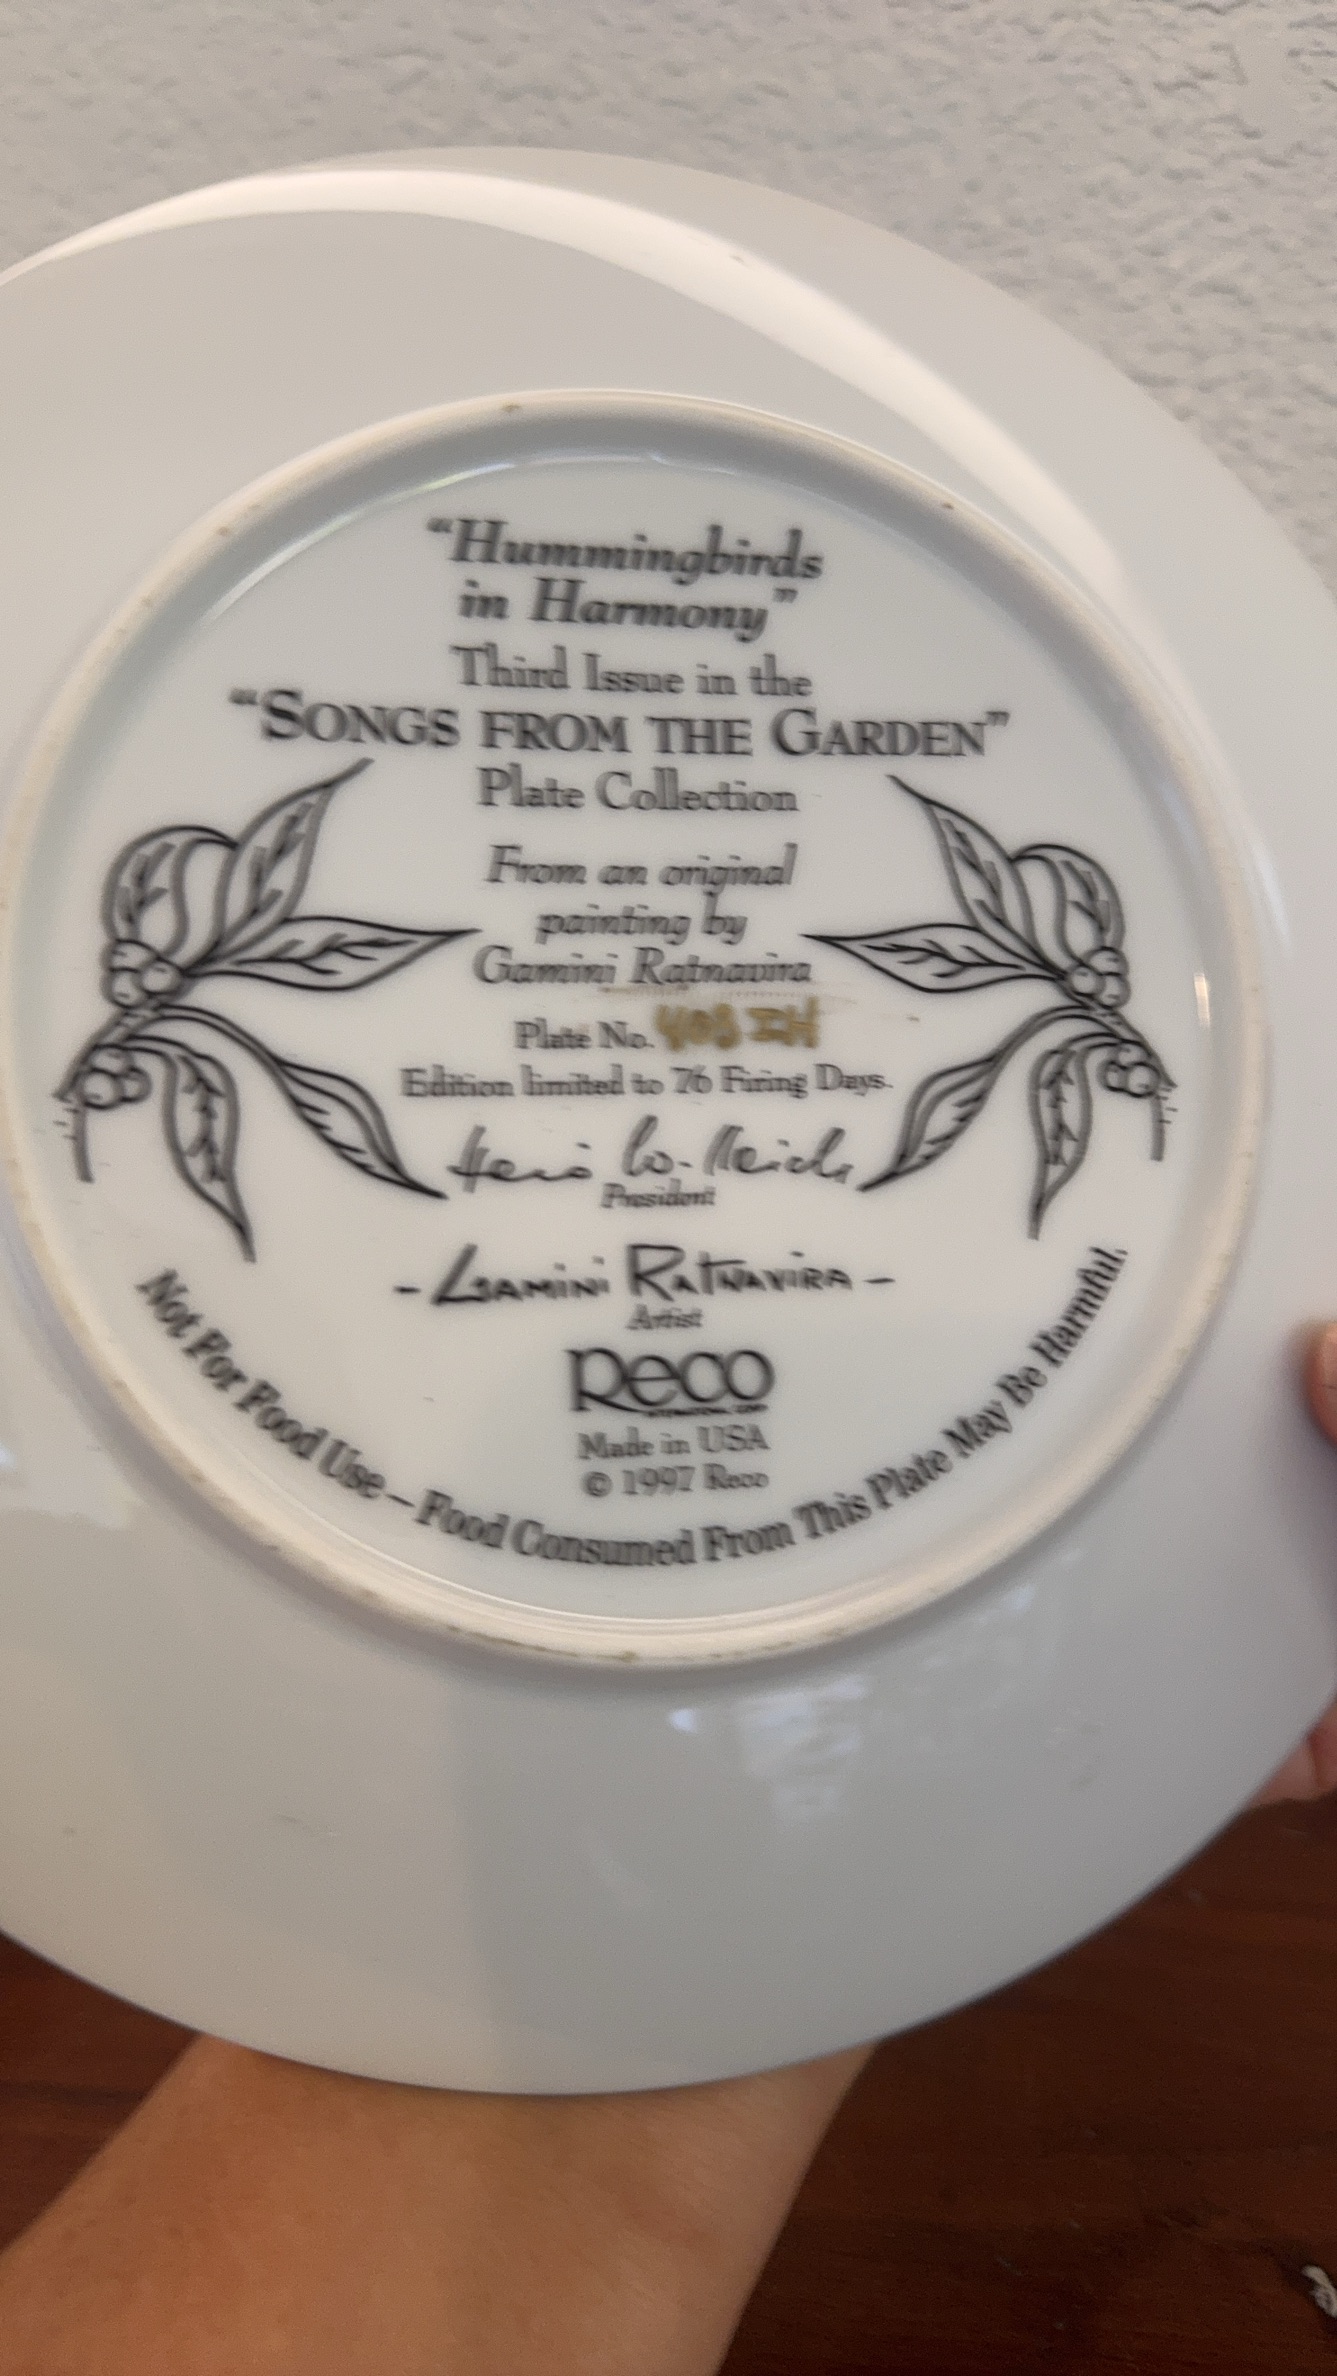 “Hummingbirds
in Harmony”
Third Issue in the
“SONGS FROM THE GARDEN”
Plate Collection
From an original
painting by
Gamini Ratnavira
Plate No.
Edition limited to 76 Firing Days.
President
- GAMINI RATNAVIRA -
Artist
Reco
Made in USA
© 1997 Reco
Not For Food Use – Food Consumed From This Plate May Be Harmful.